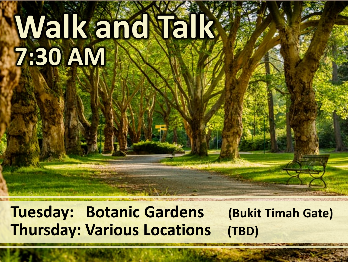 Walk and Talk
7:30 AM
Tuesday: Botanic Gardens (Bukit Timah Gate)
Thursday: Various Locations (TBD)